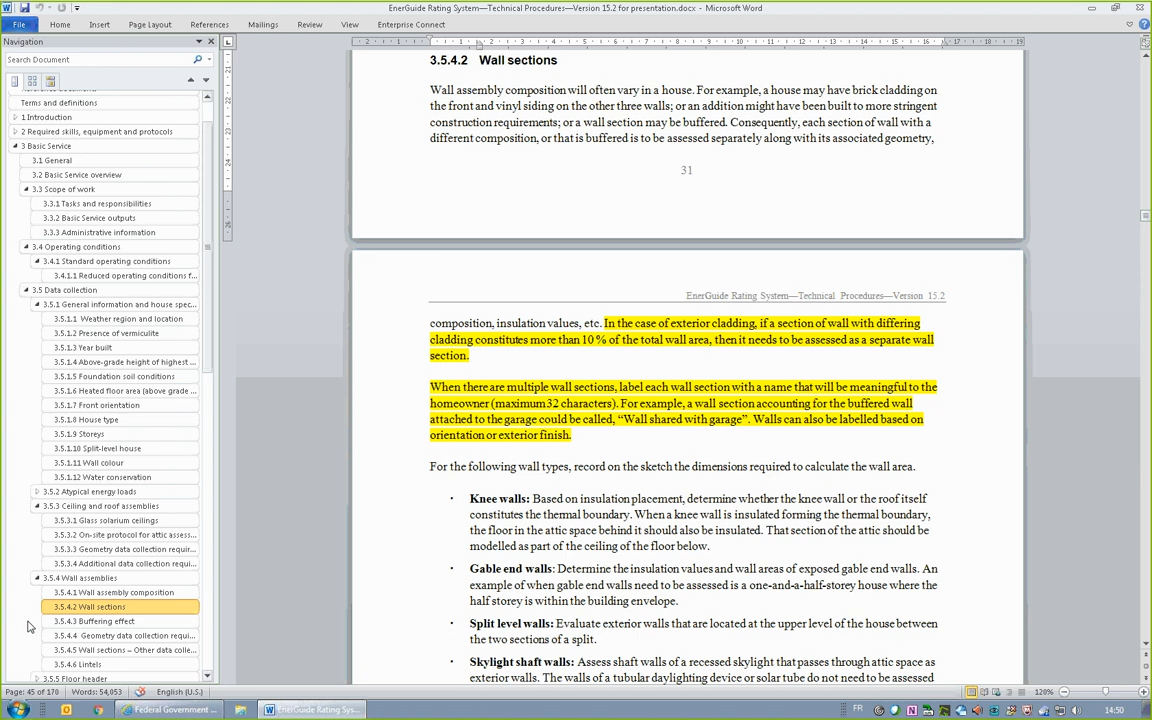 EnerGuide Rating System—Technical Procedures—Version 15.2 for presentation.docx - Microsoft Word
File Home Insert Page Layout References Mailings Review View EnerGuide Connect
Navigation
Search Document
Terms and definitions
1 Introduction
2 Required skills, equipment and protocols
3 Basic Service
3.1 General
3.2 Basic Service overview
3.3 Scope of work
3.3.1 Tasks and responsibilities
3.3.2 Basic Service outputs
3.3.3 Administrative information
3.4 Operating conditions
3.4.1 Standard operating conditions
3.4.1.1 Reduced operating conditions f...
3.5 Data collection
3.5.1 General information and house spec...
3.5.1.1 Weather region and location
3.5.1.2 Presence of vermiculite
3.5.1.3 Year built
3.5.1.4 Above-grade height of highest ...
3.5.1.5 Foundation soil conditions
3.5.1.6 Heated floor area (above grade ...
3.5.1.7 Front orientation
3.5.1.8 House type
3.5.1.9 Storeys
3.5.1.10 Split-level house
3.5.1.11 Wall colour
3.5.1.12 Water conservation
3.5.2 Atypical energy loads
3.5.3 Ceiling and roof assemblies
3.5.3.1 Glass solarium ceilings
3.5.3.2 On-site protocol for attic assess...
3.5.3.3 Geometry data collection requir...
3.5.3.4 Additional data collection requi...
3.5.4 Wall assemblies
3.5.4.1 Wall assembly composition
3.5.4.2 Wall sections
3.5.4.3 Buffering effect
3.5.4.4 Geometry data collection requi...
3.5.4.5 Wall sections – Other data colle...
3.5.4.6 Lintels
3.5.5 Floor header
3.5.4.2 Wall sections
Wall assembly composition will often vary in a house. For example, a house may have brick cladding on
the front and vinyl siding on the other three walls; or an addition might have been built to more stringent
construction requirements; or a wall section may be buffered. Consequently, each section of wall with a
different composition, or that is buffered is to be assessed separately along with its associated geometry,
31
EnerGuide Rating System—Technical Procedures—Version 15.2
composition, insulation values, etc. In the case of exterior cladding, if a section of wall with differing
cladding constitutes more than 10 % of the total wall area, then it needs to be assessed as a separate wall
section.
When there are multiple wall sections, label each wall section with a name that will be meaningful to the
homeowner (maximum 32 characters). For example, a wall section accounting for the buffered wall
attached to the garage could be called, “Wall shared with garage”. Walls can also be labelled based on
orientation or exterior finish.
For the following wall types, record on the sketch the dimensions required to calculate the wall area.
· Knee walls: Based on insulation placement, determine whether the knee wall or the roof itself
constitutes the thermal boundary. When a knee wall is insulated forming the thermal boundary,
the floor in the attic space behind it should also be insulated. That section of the attic should be
modelled as part of the ceiling of the floor below.
· Gable end walls: Determine the insulation values and wall areas of exposed gable end walls. An
example of when gable end walls need to be assessed is a one-and-a-half-storey house where the
half storey is within the building envelope.
· Split level walls: Evaluate exterior walls that are located at the upper level of the house between
the two sections of a split.
· Skylight shaft walls: Assess shaft walls of a recessed skylight that passes through attic space as
exterior walls. The walls of a tubular daylighting device or solar tube do not need to be assessed
Page: 45 of 170 Words: 54,053 English (U.S.) 120%
Federal Government ... EnerGuide Rating Sys... FR 14:50